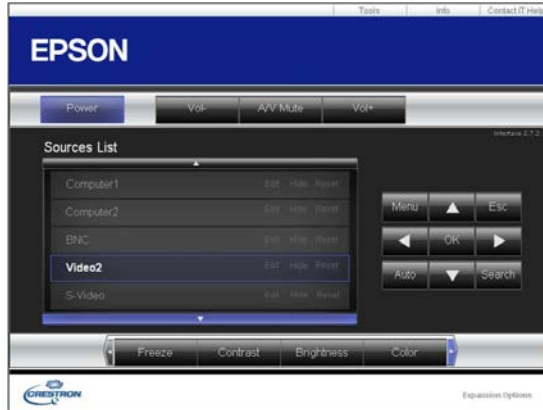 Tools Info Contact IT Help
EPSON
Power Vol- A/V Mute Vol+
Interface 2.7.2.
Sources List
Computer1 Edit Hide Reset
Computer2 Edit Hide Reset
BNC Edit Hide Reset
Video2 Edit Hide Reset
S-Video Edit Hide Reset
Menu Esc
OK
Auto Search
Freeze Contrast Brightness Color
CRESTRON
Expansion Options